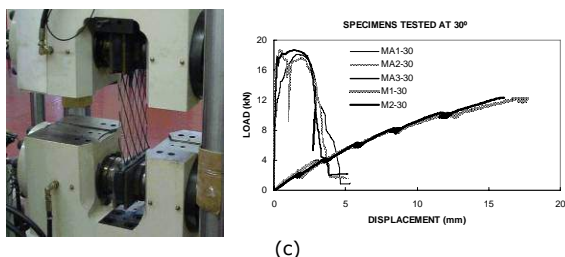 SPECIMENS TESTED AT 30º
20
16
12
8
4
0
LOAD (kN)
MA1-30
MA2-30
MA3-30
M1-30
M2-30
0 5 10 15 20
DISPLACEMENT (mm)
(c)